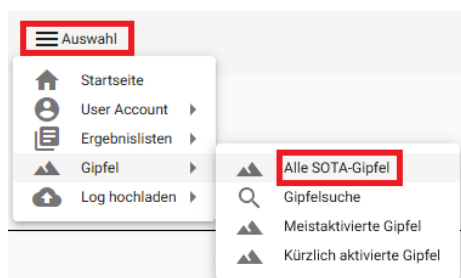 Auswahl
Startseite
User Account
Ergebnislisten
Gipfel
Log hochladen
Alle SOTA-Gipfel
Gipfelsuche
Meistaktivierte Gipfel
Kürzlich aktivierte Gipfel